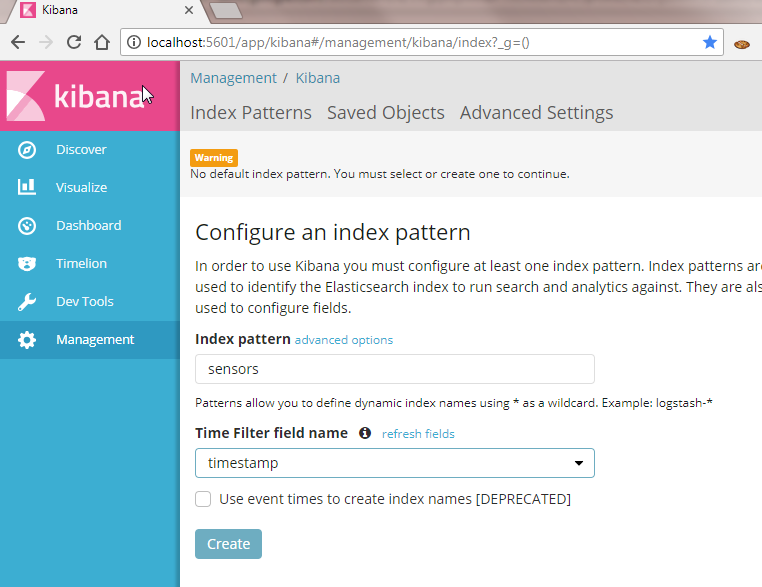 Kibana
localhost:5601/app/kibana#/management/kibana/index?_g=()
kibana
Management / Kibana
Index Patterns Saved Objects Advanced Settings
Discover
Visualize
Dashboard
Timelion
Dev Tools
Management
Warning
No default index pattern. You must select or create one to continue.
Configure an index pattern
In order to use Kibana you must configure at least one index pattern. Index patterns are
used to identify the Elasticsearch index to run search and analytics against. They are als
used to configure fields.
Index pattern advanced options
sensors
Patterns allow you to define dynamic index names using * as a wildcard. Example: logstash-*
Time Filter field name refresh fields
timestamp
Use event times to create index names [DEPRECATED]
Create